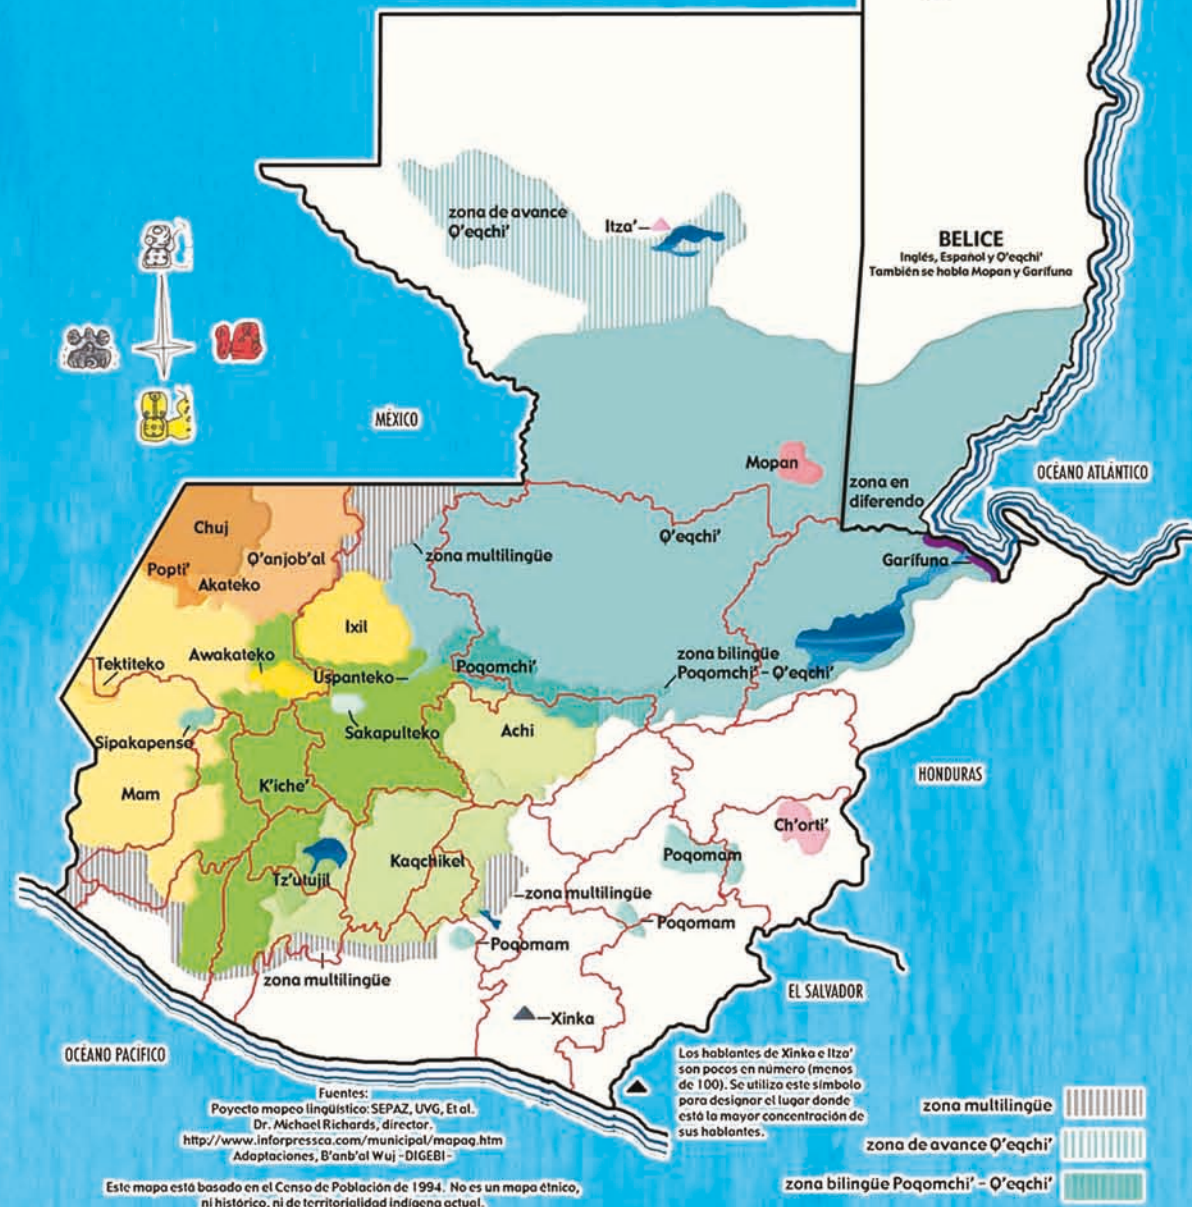 zona de avance
Q'eqchi'
Itza'
BELICE
Inglés, Español y Q'eqchi'
También se habla Mopan y Garífuna
MÉXICO
Mopan
zona en
diferendo
OCÉANO ATLÁNTICO
Chuj
Q'anjob'al
Popti'
Akateko
zona multilingüe
Q'eqchi'
Garífuna
Ixil
Tektiteko
Awakateko
Uspanteko
Poqomchi'
zona bilingüe
Poqomchi' - Q'eqchi'
Sipakapense
Sakapulteko
Achi
Mam
K'iche'
HONDURAS
Ch'orti'
Tz'utujil
Kaqchikel
Poqomam
zona multilingüe
Poqomam
Poqomam
zona multilingüe
EL SALVADOR
Xinka
OCÉANO PACÍFICO
Los hablantes de Xinka e Itza'
son pocos en número (menos
de 100). Se utiliza este símbolo
para designar el lugar donde
está la mayor concentración de
sus hablantes.
Fuentes:
Poyecto mapeo lingüístico: SEPAZ, UVG, Et al.
Dr. Michael Richards, director.
http://www.inforpressca.com/municipal/mapag.htm
Adaptaciones, B'anb'al Wuj -DIGEBI-
Este mapa está basado en el Censo de Población de 1994. No es un mapa étnico,
ni histórico, ni de territorialidad indígena actual.
zona multilingüe
zona de avance Q'eqchi'
zona bilingüe Poqomchi' - Q'eqchi'